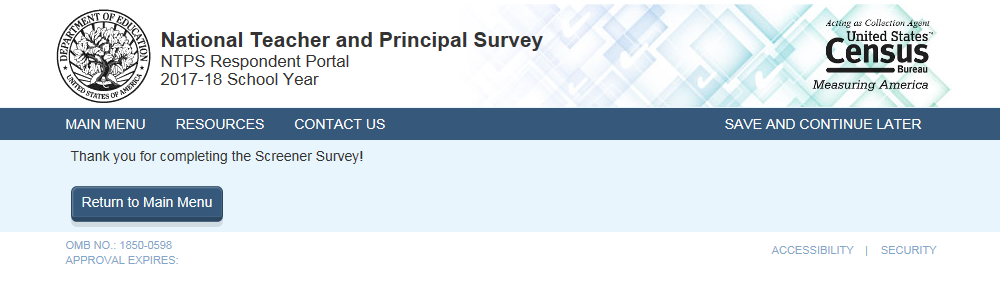 DEPARTMENT OF EDUCATION
UNITED STATES OF AMERICA
National Teacher and Principal Survey
NTPS Respondent Portal
2017-18 School Year
Acting as Collection Agent
United States™
Census
Bureau
Measuring America
MAIN MENU RESOURCES CONTACT US SAVE AND CONTINUE LATER
Thank you for completing the Screener Survey!
Return to Main Menu
OMB NO.: 1850-0598
APPROVAL EXPIRES:
ACCESSIBILITY | SECURITY